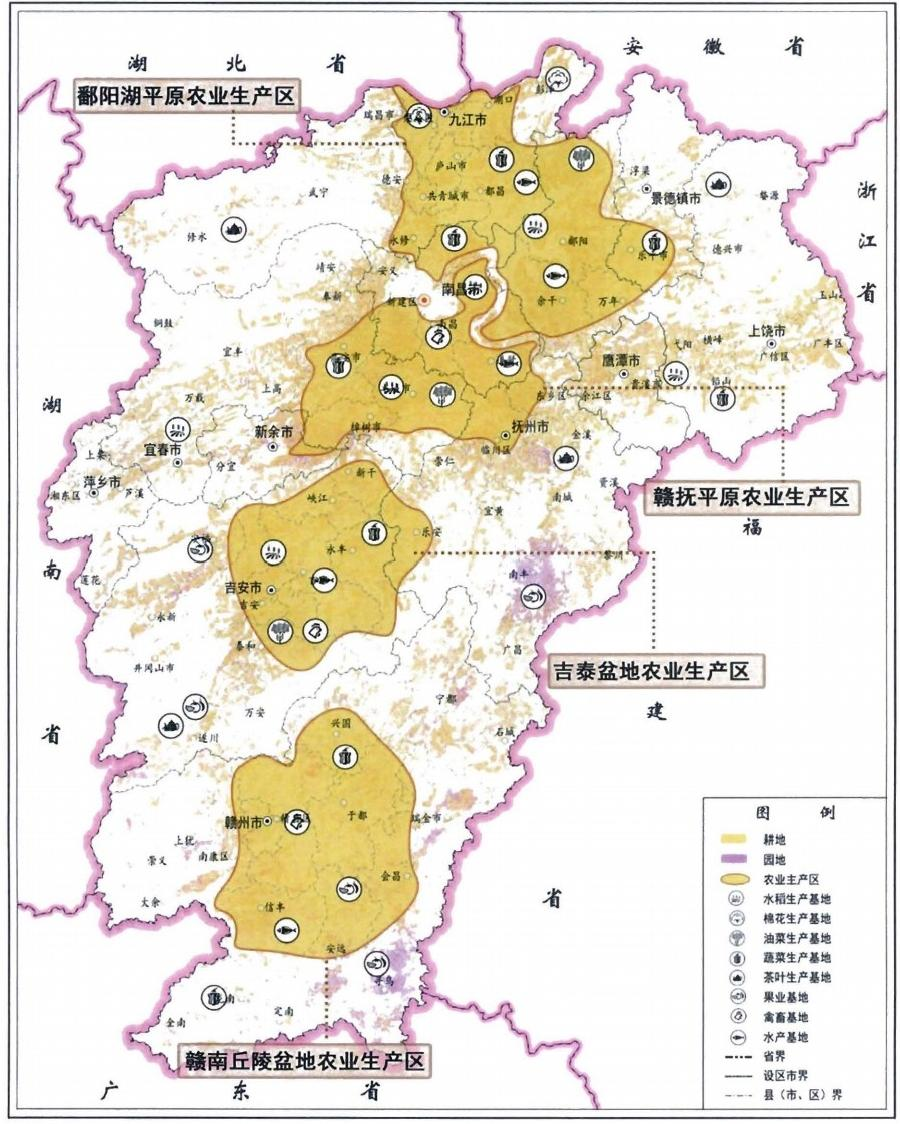 湖 北 省
安 徽 省
鄱阳湖平原农业生产区
彭泽
湖口
瑞昌市
九江市
浙江省
庐山市
浮梁
德安
共青城市
都昌
景德镇市
婺源
武宁
修水
永修
鄱阳
乐平市
德兴市
靖安
安义
奉新
新建区
南昌市
余干
万年
玉山
铜鼓
南昌
上饶市
弋阳
横峰
广丰区
广信区
宜丰
鹰潭市
贵溪市
铅山
上高
东乡区
余江区
万载
湖南省
樟树市
抚州市
新余市
金溪
宜春市
临川区
上栗
分宜
崇仁
萍乡市
湘东区
芦溪
新干
资溪
赣抚平原农业生产区
峡江
南城
宜黄
福建省
乐安
永丰
黎川
莲花
南丰
吉安市
吉安
永新
泰和
广昌
井冈山市
吉泰盆地农业生产区
宁都
万安
兴国
石城
遂川
赣州市
赣县区
于都
瑞金市
上犹
崇义
南康区
会昌
大余
信丰
安远
寻乌
龙南
定南
全南
赣南丘陵盆地农业生产区
广 东 省
图 例
耕地
园地
农业主产区
水稻生产基地
棉花生产基地
油菜生产基地
蔬菜生产基地
茶叶生产基地
果业基地
禽畜基地
水产基地
省界
设区市界
县（市、区）界